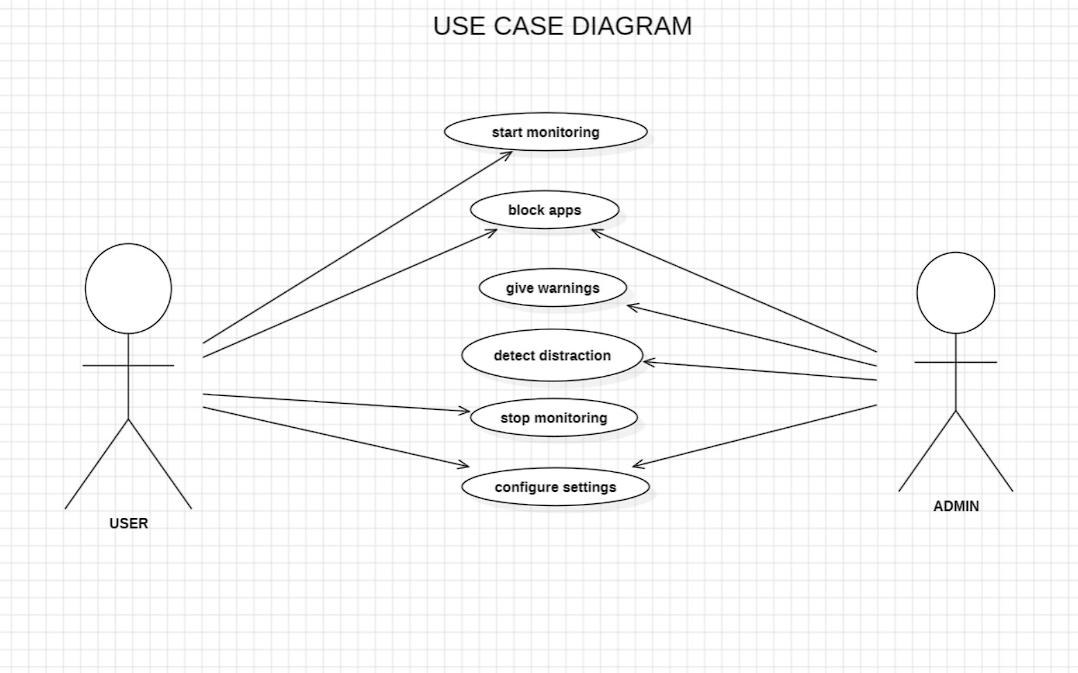 USE CASE DIAGRAM
start monitoring
block apps
give warnings
detect distraction
stop monitoring
configure settings
USER
ADMIN